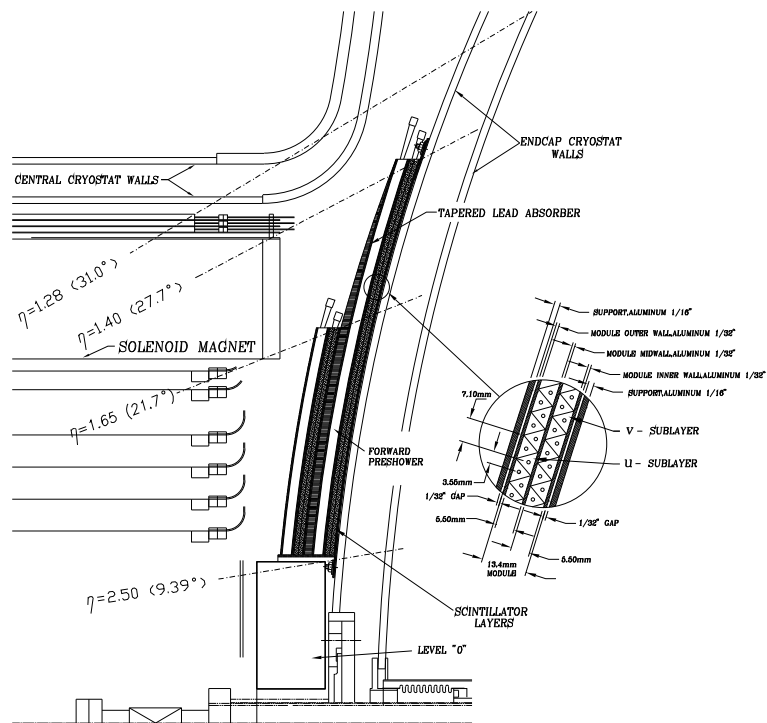 ENDCAP CRYOSTAT
WALLS
CENTRAL CRYOSTAT WALLS
TAPERED LEAD ABSORBER
η=1.28 (31.0°)
η=1.40 (27.7°)
SOLENOID MAGNET
η=1.65 (21.7°)
SUPPORT,ALUMINUM 1/16"
MODULE OUTER WALL,ALUMINUM 1/32"
MODULE MIDWALL,ALUMINUM 1/32"
MODULE INNER WALL,ALUMINUM 1/32"
SUPPORT,ALUMINUM 1/16"
7.10mm
V - SUBLAYER
U - SUBLAYER
FORWARD
PRESHOWER
3.55mm
1/32" GAP
5.50mm
1/32" GAP
5.50mm
13.4mm
MODULE
η=2.50 (9.39°)
SCINTILLATOR
LAYERS
LEVEL "0"